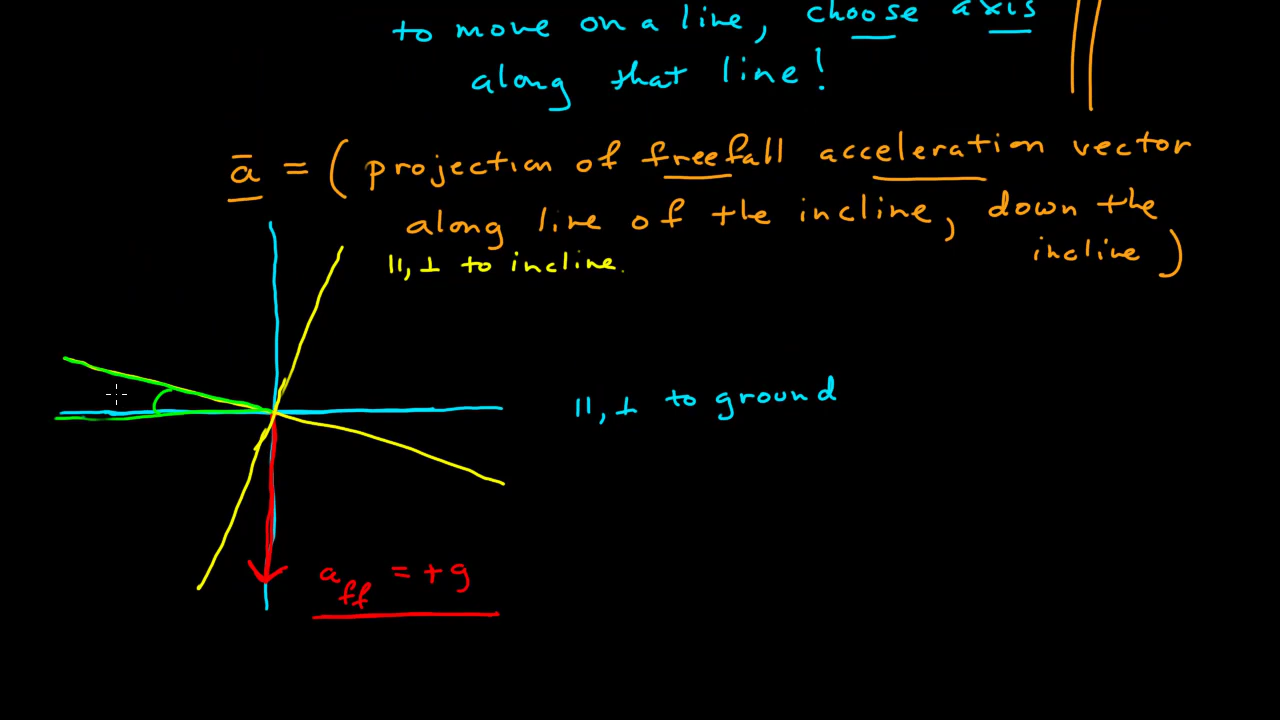 to move on a line, choose axis
along that line!
ā = ( projection of freefall acceleration vector
along line of the incline, down the
incline )
||, ⊥ to incline.
||, ⊥ to ground
a_ff = +g